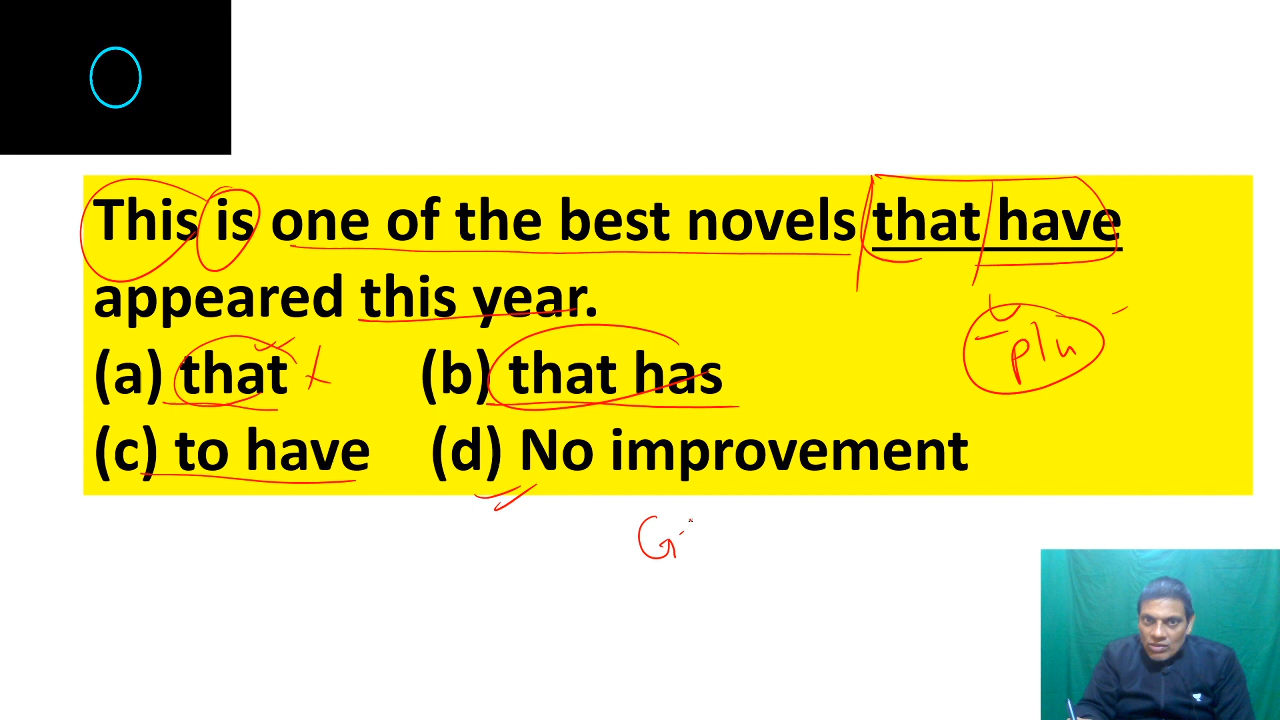 This is one of the best novels that have
appeared this year.
(a) that (b) that has
(c) to have (d) No improvement
plu
G